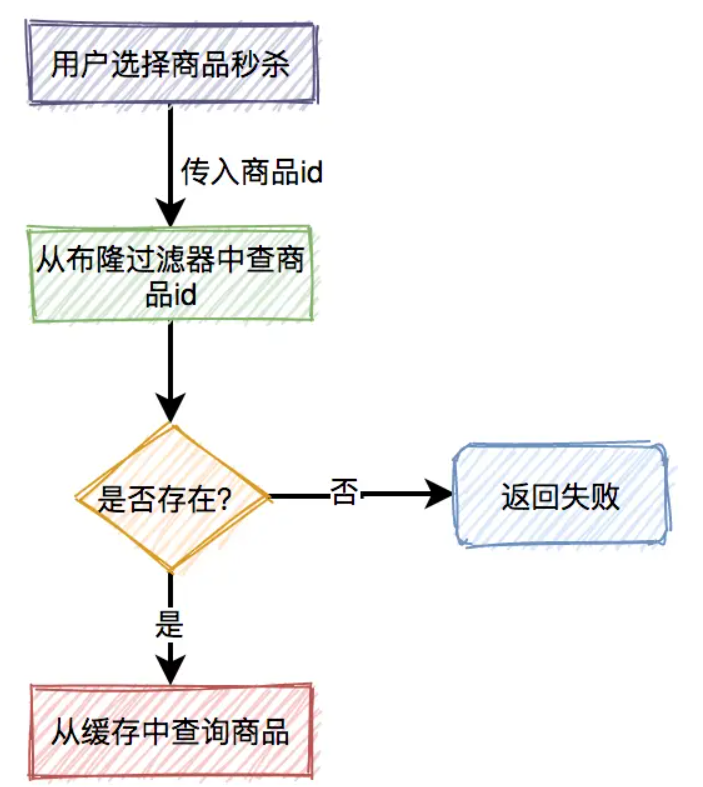 用户选择商品秒杀
传入商品id
从布隆过滤器中查商
品id
是否存在?
否
返回失败
是
从缓存中查询商品